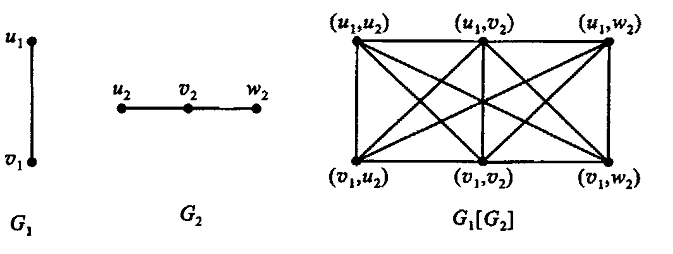 u₁
v₁
G₁
u₂ v₂ w₂
G₂
(u₁,u₂) (u₁,v₂) (u₁,w₂)
(v₁,u₂) (v₁,v₂) (v₁,w₂)
G₁[G₂]